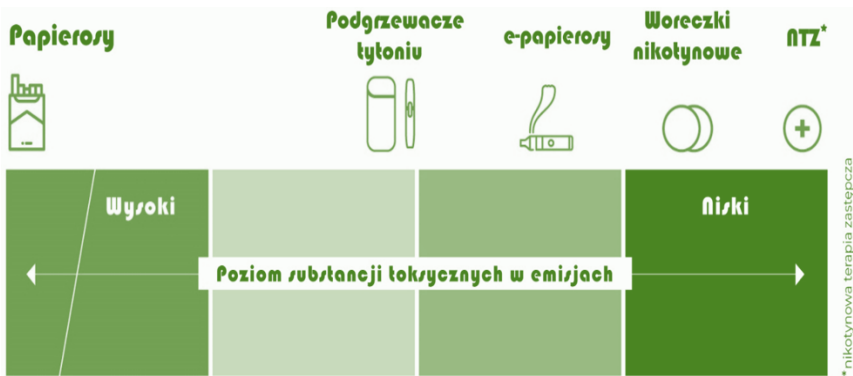 Papierosy
Podgrzewacze
tytoniu
e-papierosy
Woreczki
nikotynowe
NTZ*
Wysoki
Niski
Poziom substancji toksycznych w emisjach
*nikotynowa terapia zastępcza